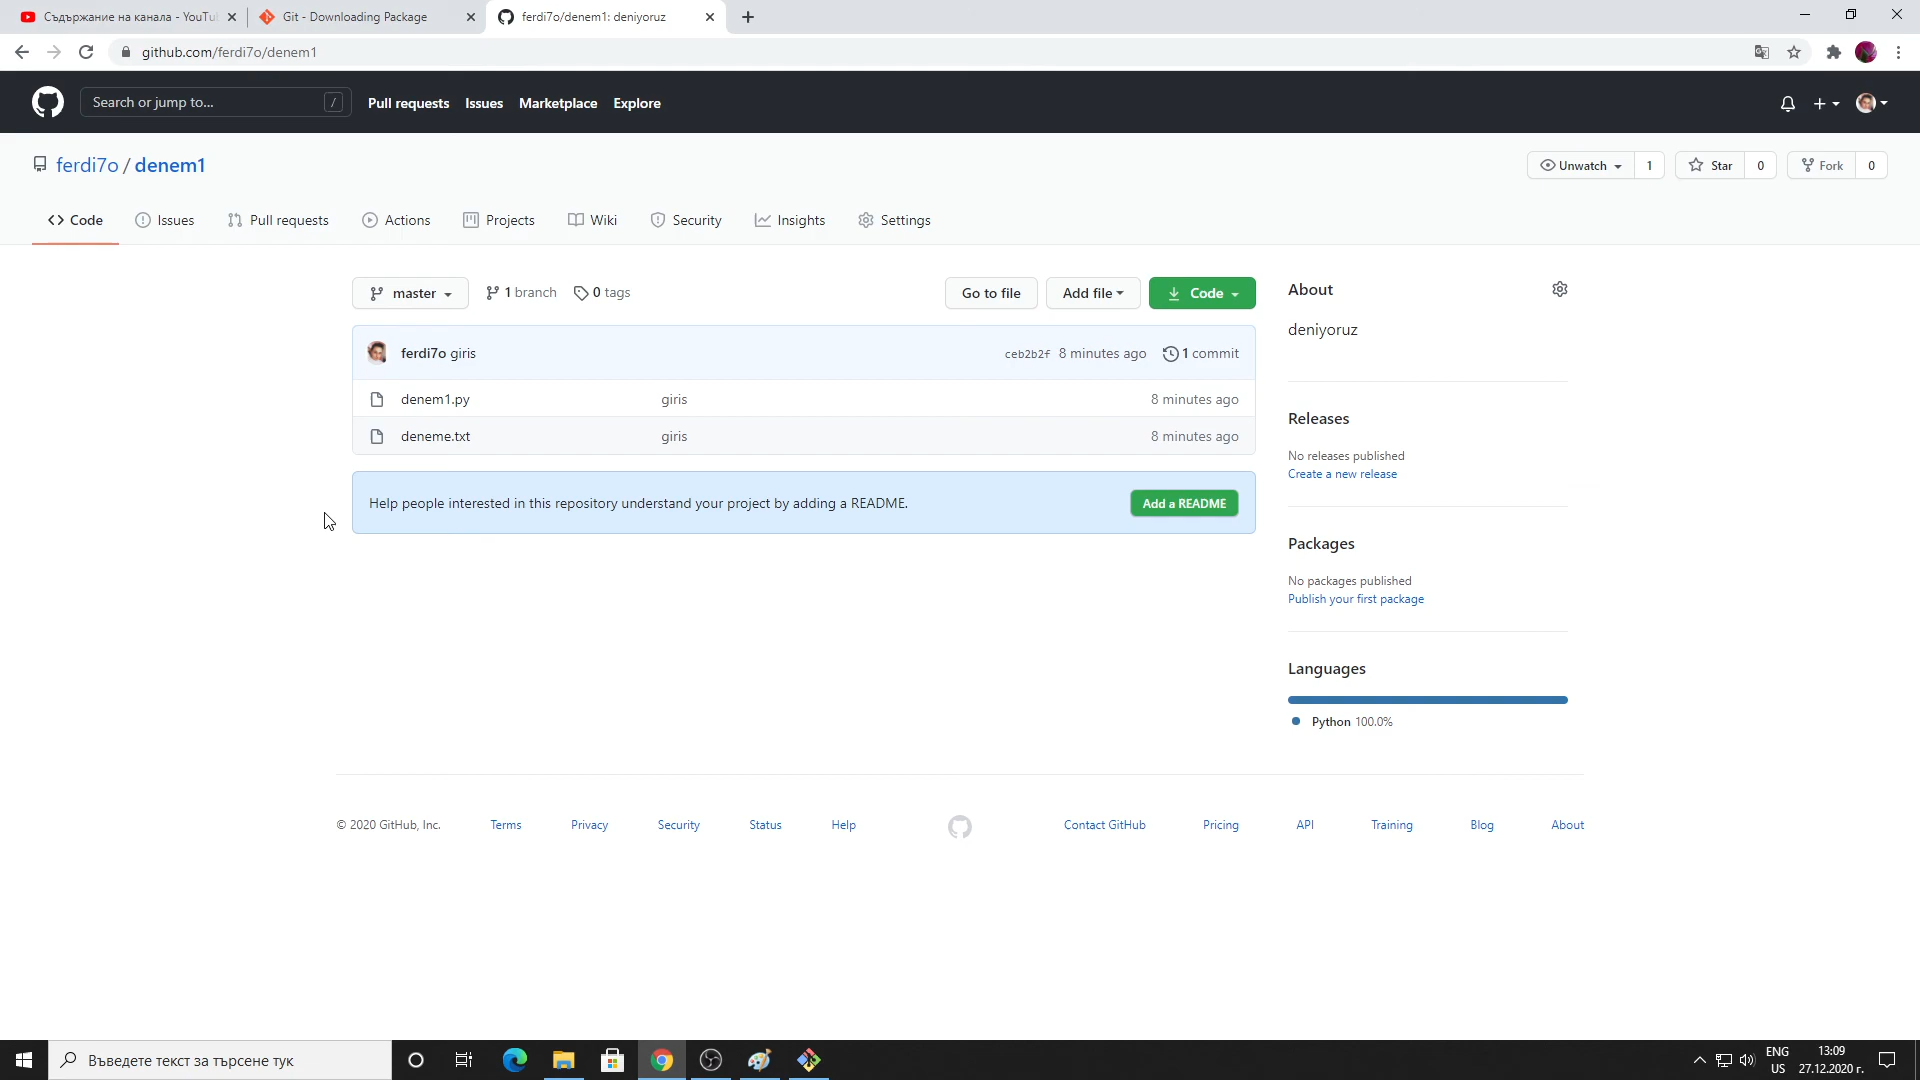 Съдържание на канала - YouTu
Git - Downloading Package
ferdi7o/denem1: deniyoruz
github.com/ferdi7o/denem1
Search or jump to...
/
Pull requests
Issues
Marketplace
Explore
ferdi7o / denem1
Unwatch
1
Star
0
Fork
0
Code
Issues
Pull requests
Actions
Projects
Wiki
Security
Insights
Settings
master
1 branch
0 tags
Go to file
Add file
Code
About
deniyoruz
ferdi7o giris
ceb2b2f 8 minutes ago
1 commit
denem1.py giris 8 minutes ago
deneme.txt giris 8 minutes ago
Help people interested in this repository understand your project by adding a README.
Add a README
Releases
No releases published
Create a new release
Packages
No packages published
Publish your first package
Languages
Python 100.0%
© 2020 GitHub, Inc.
Terms
Privacy
Security
Status
Help
Contact GitHub
Pricing
API
Training
Blog
About
Въведете текст за търсене тук
ENG
US
13:09
27.12.2020 г.